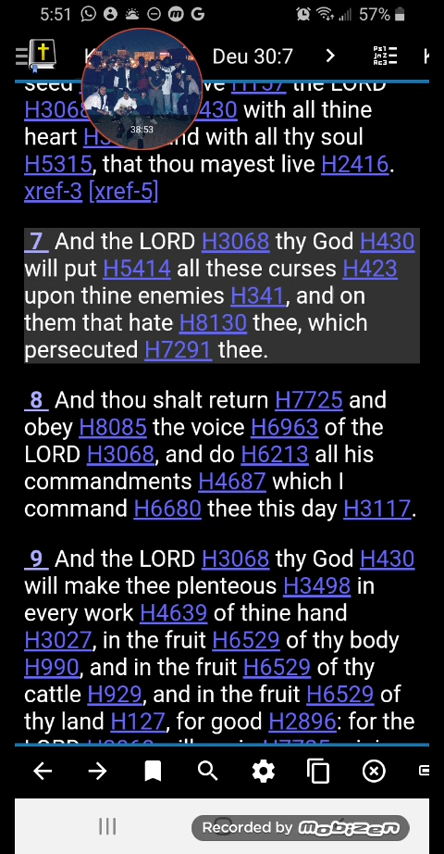 5:51 57%
K Deu 30:7
seed the LORD
H3068 430 with all thine
heart and with all thy soul
H5315, that thou mayest live H2416.
xref-3 [xref-5]
7 And the LORD H3068 thy God H430
will put H5414 all these curses H423
upon thine enemies H341, and on
them that hate H8130 thee, which
persecuted H7291 thee.
8 And thou shalt return H7725 and
obey H8085 the voice H6963 of the
LORD H3068, and do H6213 all his
commandments H4687 which I
command H6680 thee this day H3117.
9 And the LORD H3068 thy God H430
will make thee plenteous H3498 in
every work H4639 of thine hand
H3027, in the fruit H6529 of thy body
H990, and in the fruit H6529 of thy
cattle H929, and in the fruit H6529 of
thy land H127, for good H2896: for the
38:53
Recorded by Mobizen